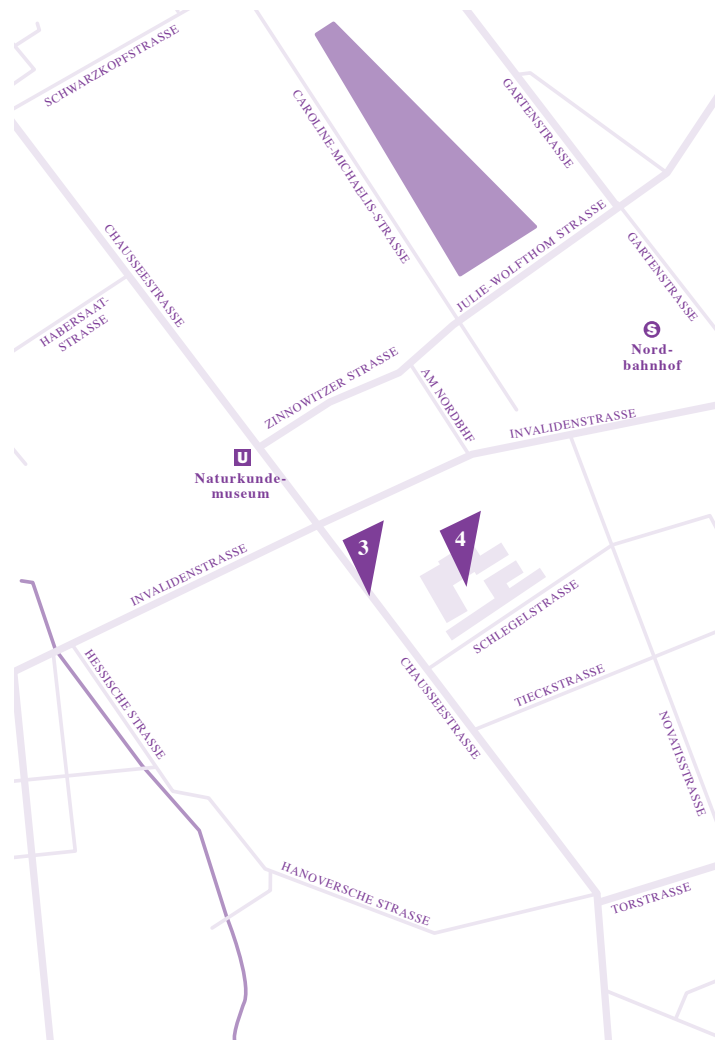 SCHWARZKOPFSTRASSE
CAROLINE-MICHAELIS-STRASSE
GARTENSTRASSE
CHAUSSEESTRASSE
JULIE-WOLFTHOM STRASSE
GARTENSTRASSE
HABERSAAT-
STRASSE
S
Nord-
bahnhof
ZINNOWITZER STRASSE
AM NORDBHF
INVALIDENSTRASSE
U
Naturkunde-
museum
3
4
INVALIDENSTRASSE
SCHLEGELSTRASSE
HESSISCHE STRASSE
CHAUSSEESTRASSE
TIECKSTRASSE
NOVATISSTRASSE
HANOVERSCHE STRASSE
TORSTRASSE